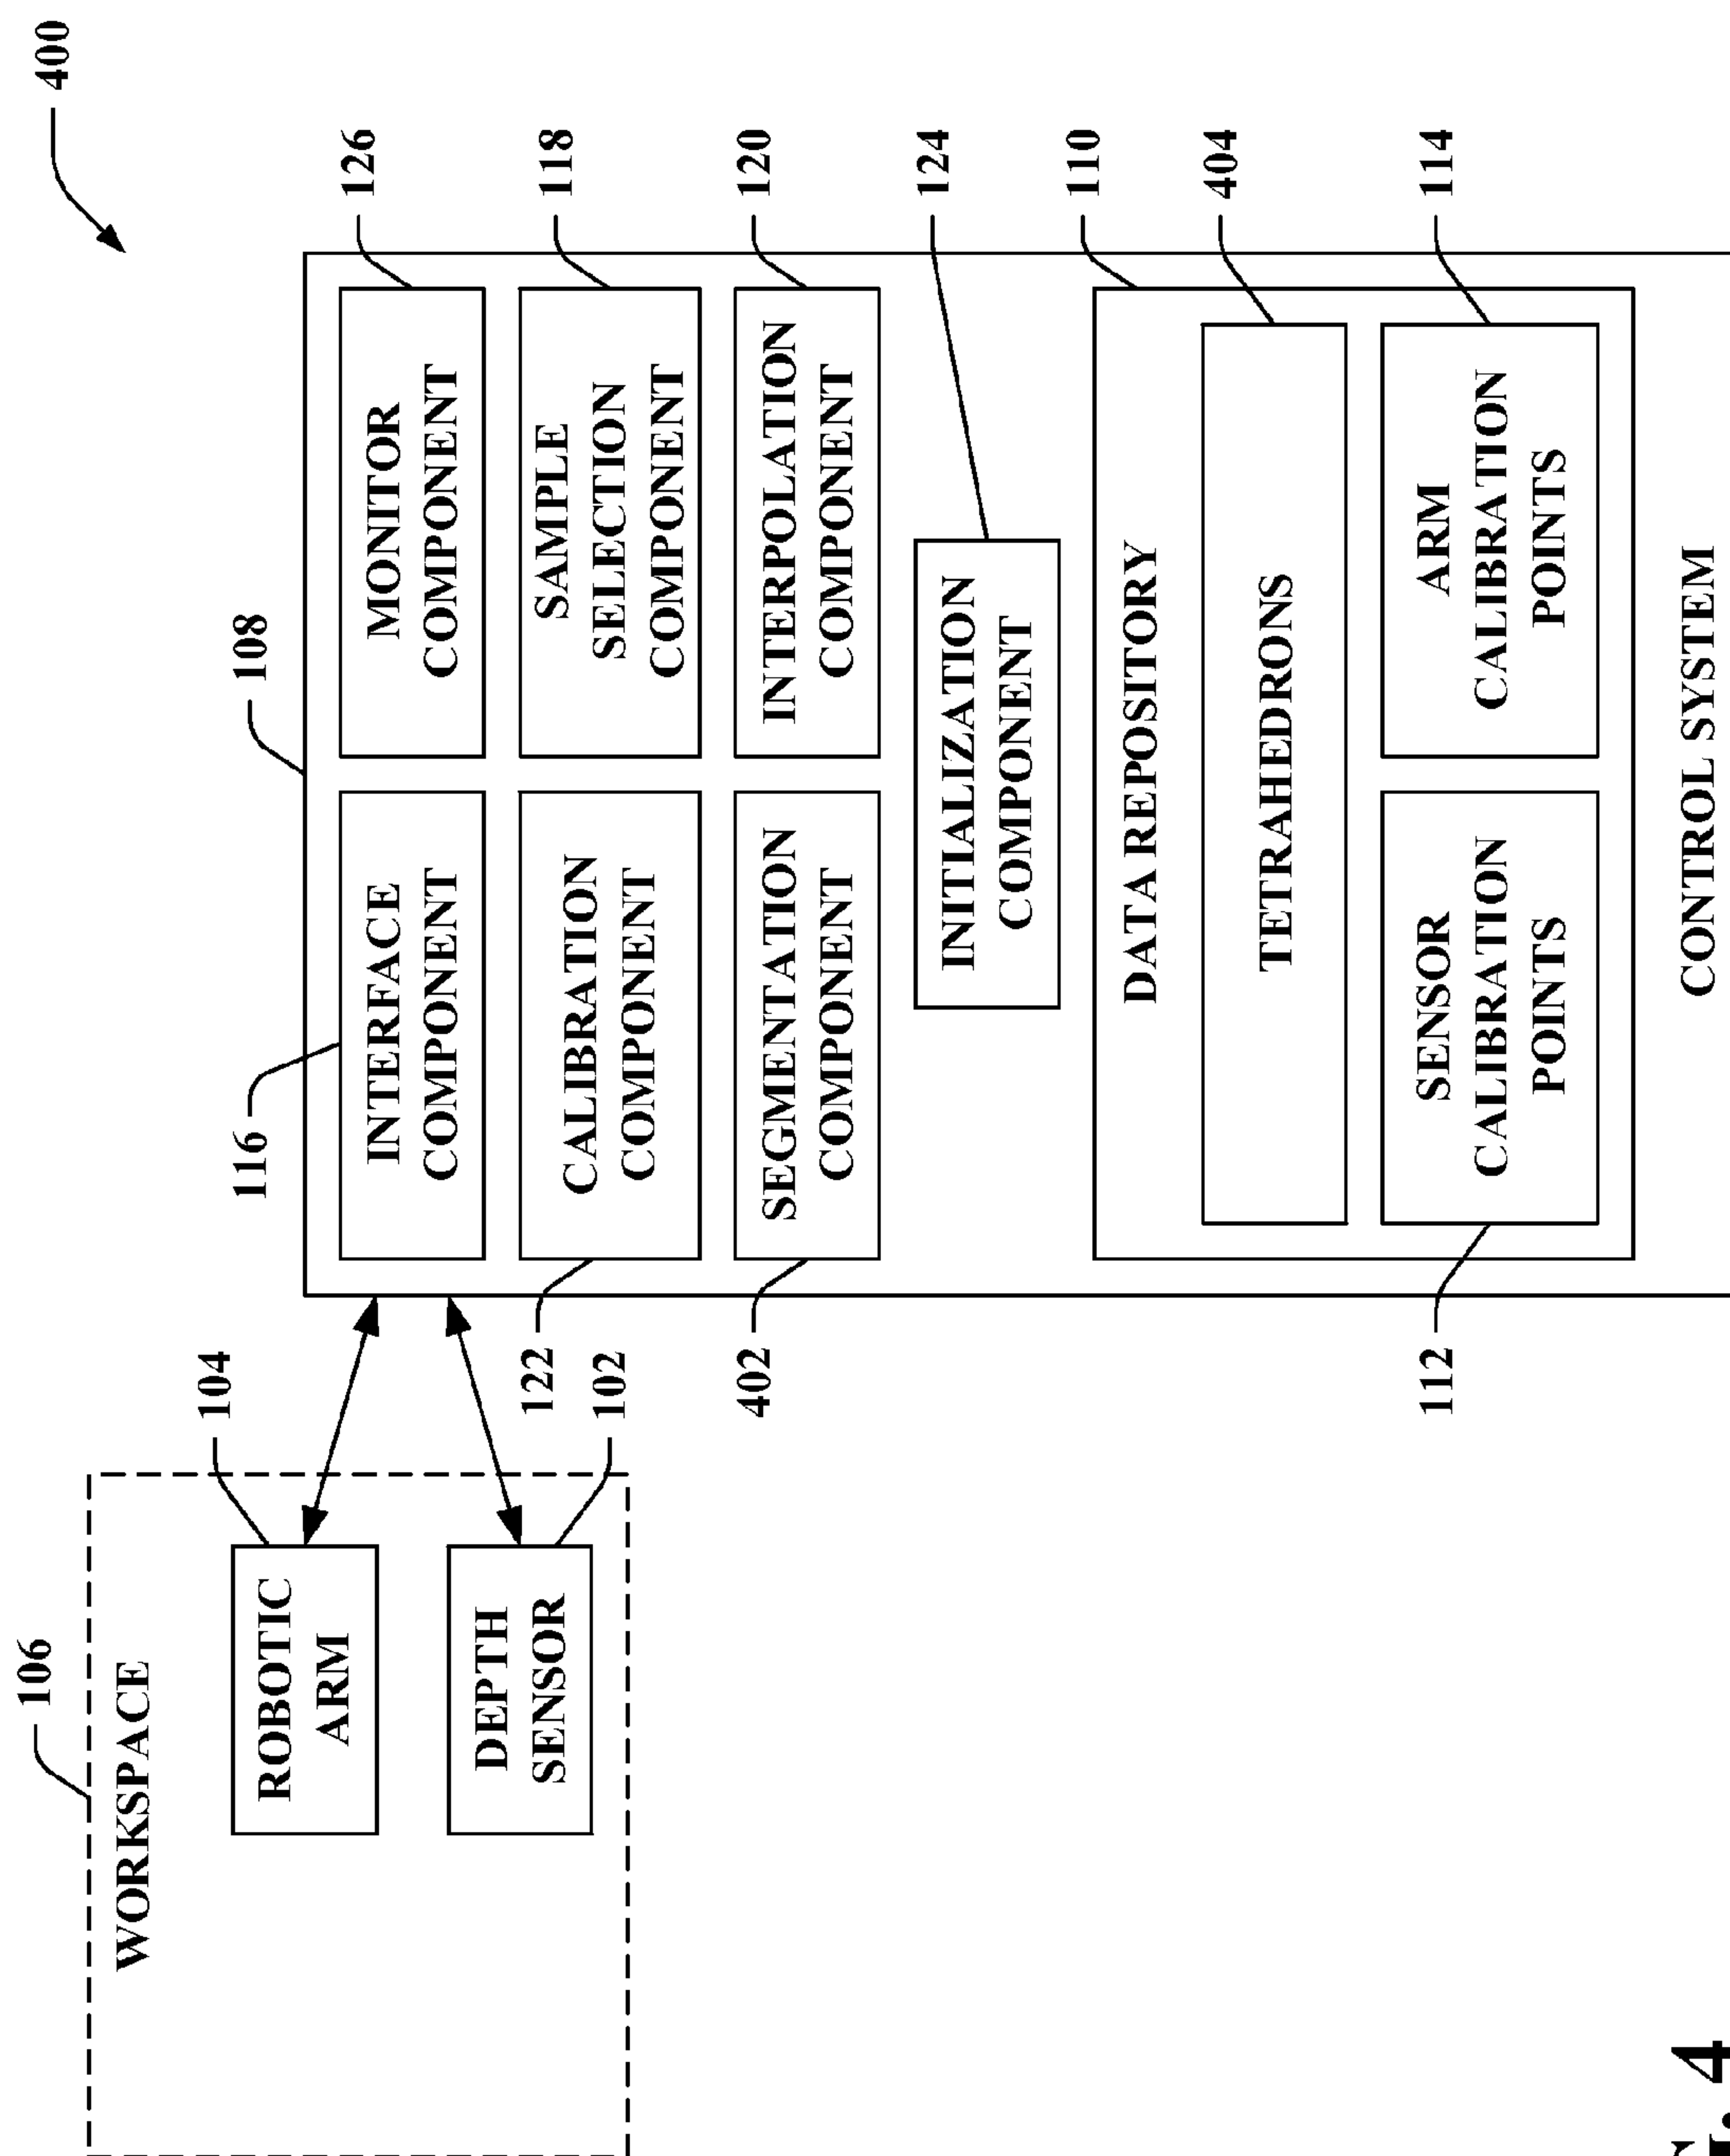 400
106
WORKSPACE
ROBOTIC
ARM
104
DEPTH
SENSOR
102
108
116
INTERFACE
COMPONENT
MONITOR
COMPONENT
126
122
CALIBRATION
COMPONENT
SAMPLE
SELECTION
COMPONENT
118
402
SEGMENTATION
COMPONENT
INTERPOLATION
COMPONENT
120
INITIALIZATION
COMPONENT
124
DATA REPOSITORY
110
TETRAHEDRONS
404
112
SENSOR
CALIBRATION
POINTS
ARM
CALIBRATION
POINTS
114
CONTROL SYSTEM
4